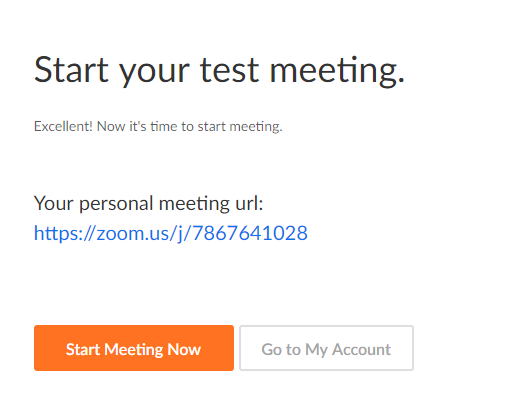 Start your test meeting.
Excellent! Now it's time to start meeting.
Your personal meeting url:
https://zoom.us/j/7867641028
Start Meeting Now
Go to My Account